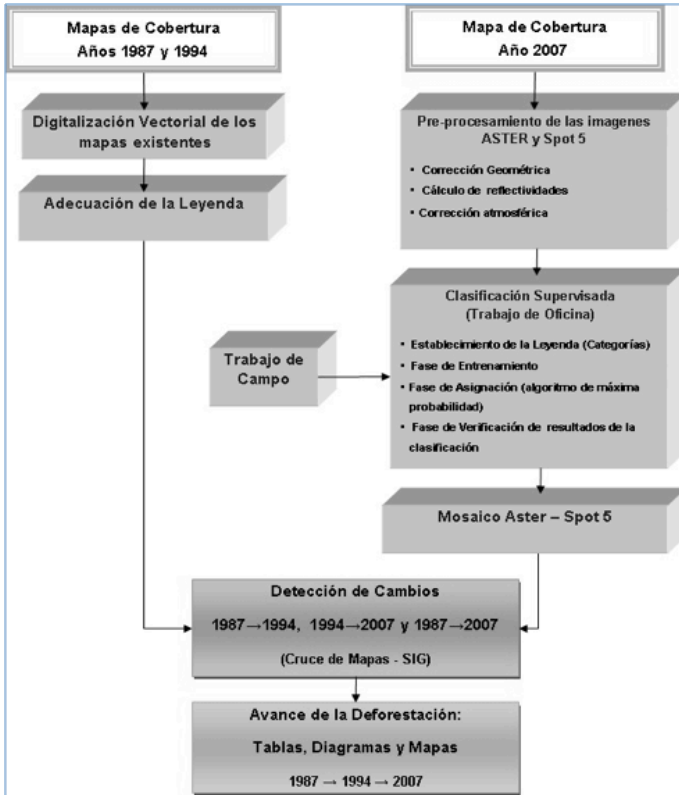 Mapas de Cobertura
Años 1987 y 1994
Digitalización Vectorial de los
mapas existentes
Adecuación de la Leyenda
Mapa de Cobertura
Año 2007
Pre-procesamiento de las imagenes
ASTER y Spot 5
• Corrección Geométrica
• Cálculo de reflectividades
• Corrección atmosférica
Clasificación Supervisada
(Trabajo de Oficina)
• Establecimiento de la Leyenda (Categorías)
• Fase de Entrenamiento
• Fase de Asignación (algoritmo de máxima
probabilidad)
• Fase de Verificación de resultados de la
clasificación
Trabajo de
Campo
Mosaico Aster – Spot 5
Detección de Cambios
1987→1994, 1994→2007 y 1987→2007
(Cruce de Mapas - SIG)
Avance de la Deforestación:
Tablas, Diagramas y Mapas
1987 → 1994 → 2007